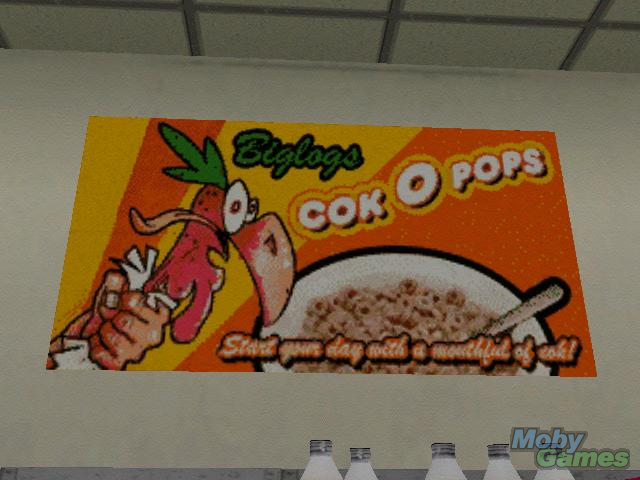 Biglogs
COK O POPS
Start your day with a mouthful of cok!
Moby
Games